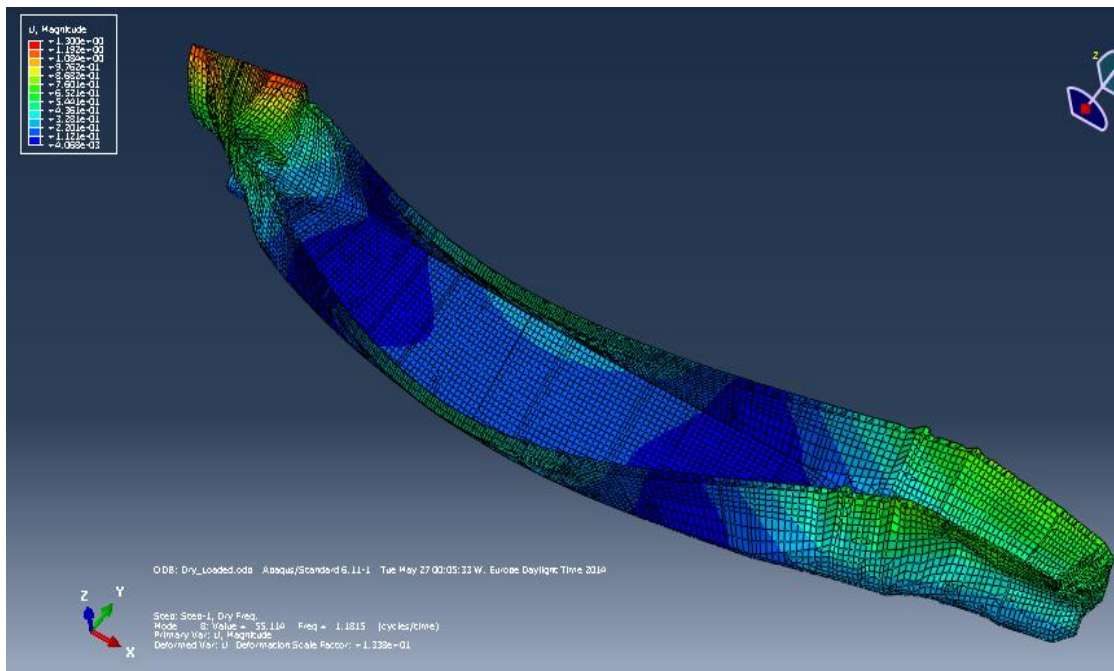 U, Magnitude
+1.300e+00
+1.192e+00
+1.084e+00
+9.762e-01
+8.682e-01
+7.601e-01
+6.521e-01
+5.441e-01
+4.361e-01
+3.281e-01
+2.201e-01
+1.121e-01
+4.068e-03
Z
Z
Y
X
ODB: Dry_Loaded.odb Abaqus/Standard 6.11-1 Tue May 27 00:05:33 W. Europe Daylight Time 2014
Step: Step-1, Dry Freq.
Mode 8: Value = 55.114 Freq = 1.1815 (cycles/time)
Primary Var: U, Magnitude
Deformed Var: U Deformation Scale Factor: +1.338e+01